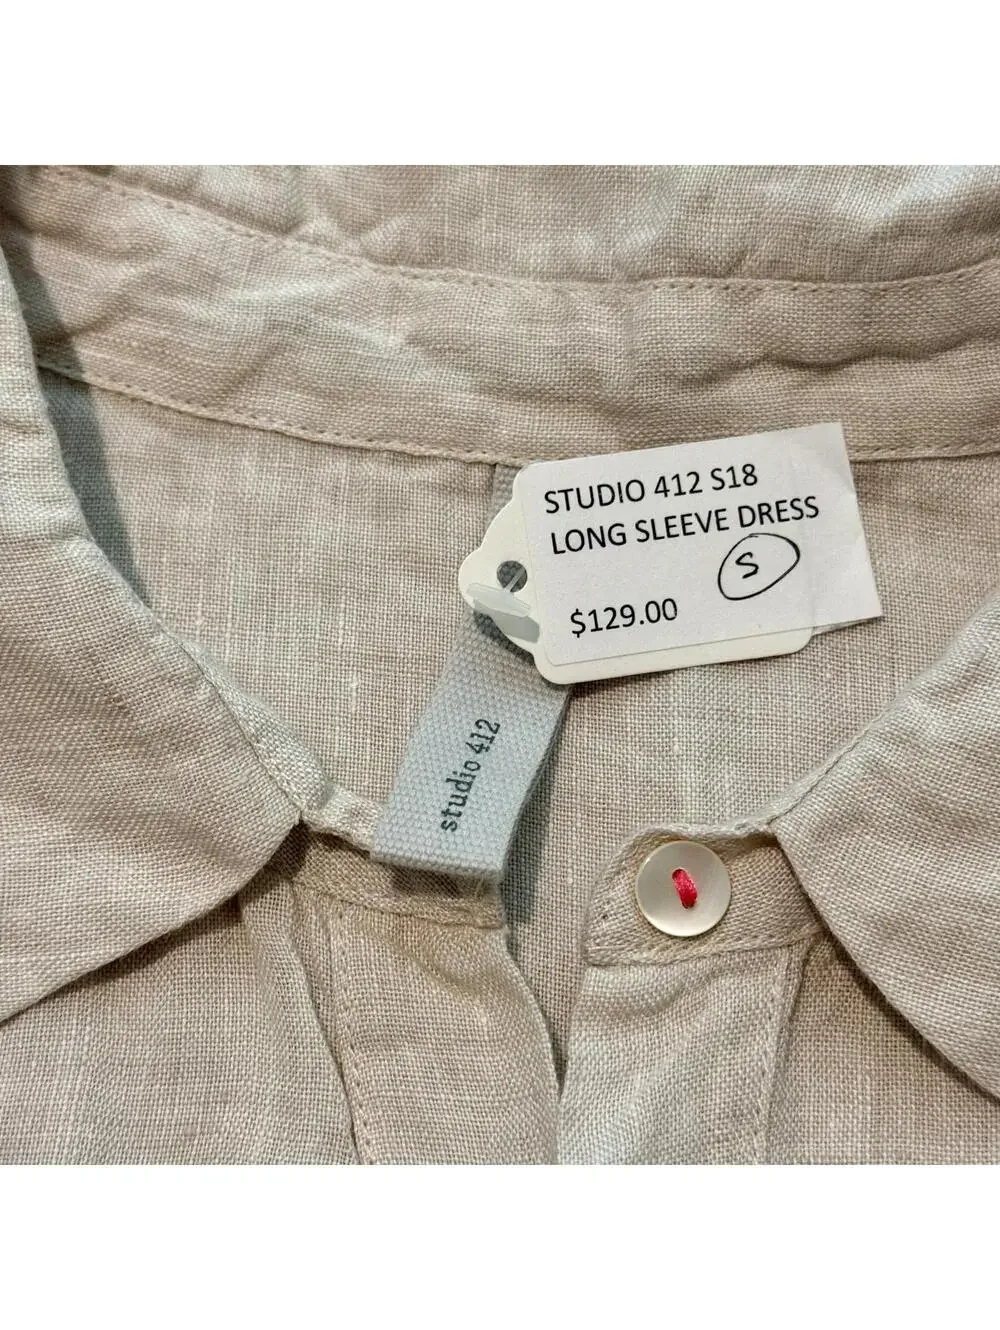 STUDIO 412 S18
LONG SLEEVE DRESS
S
$129.00
studio 412